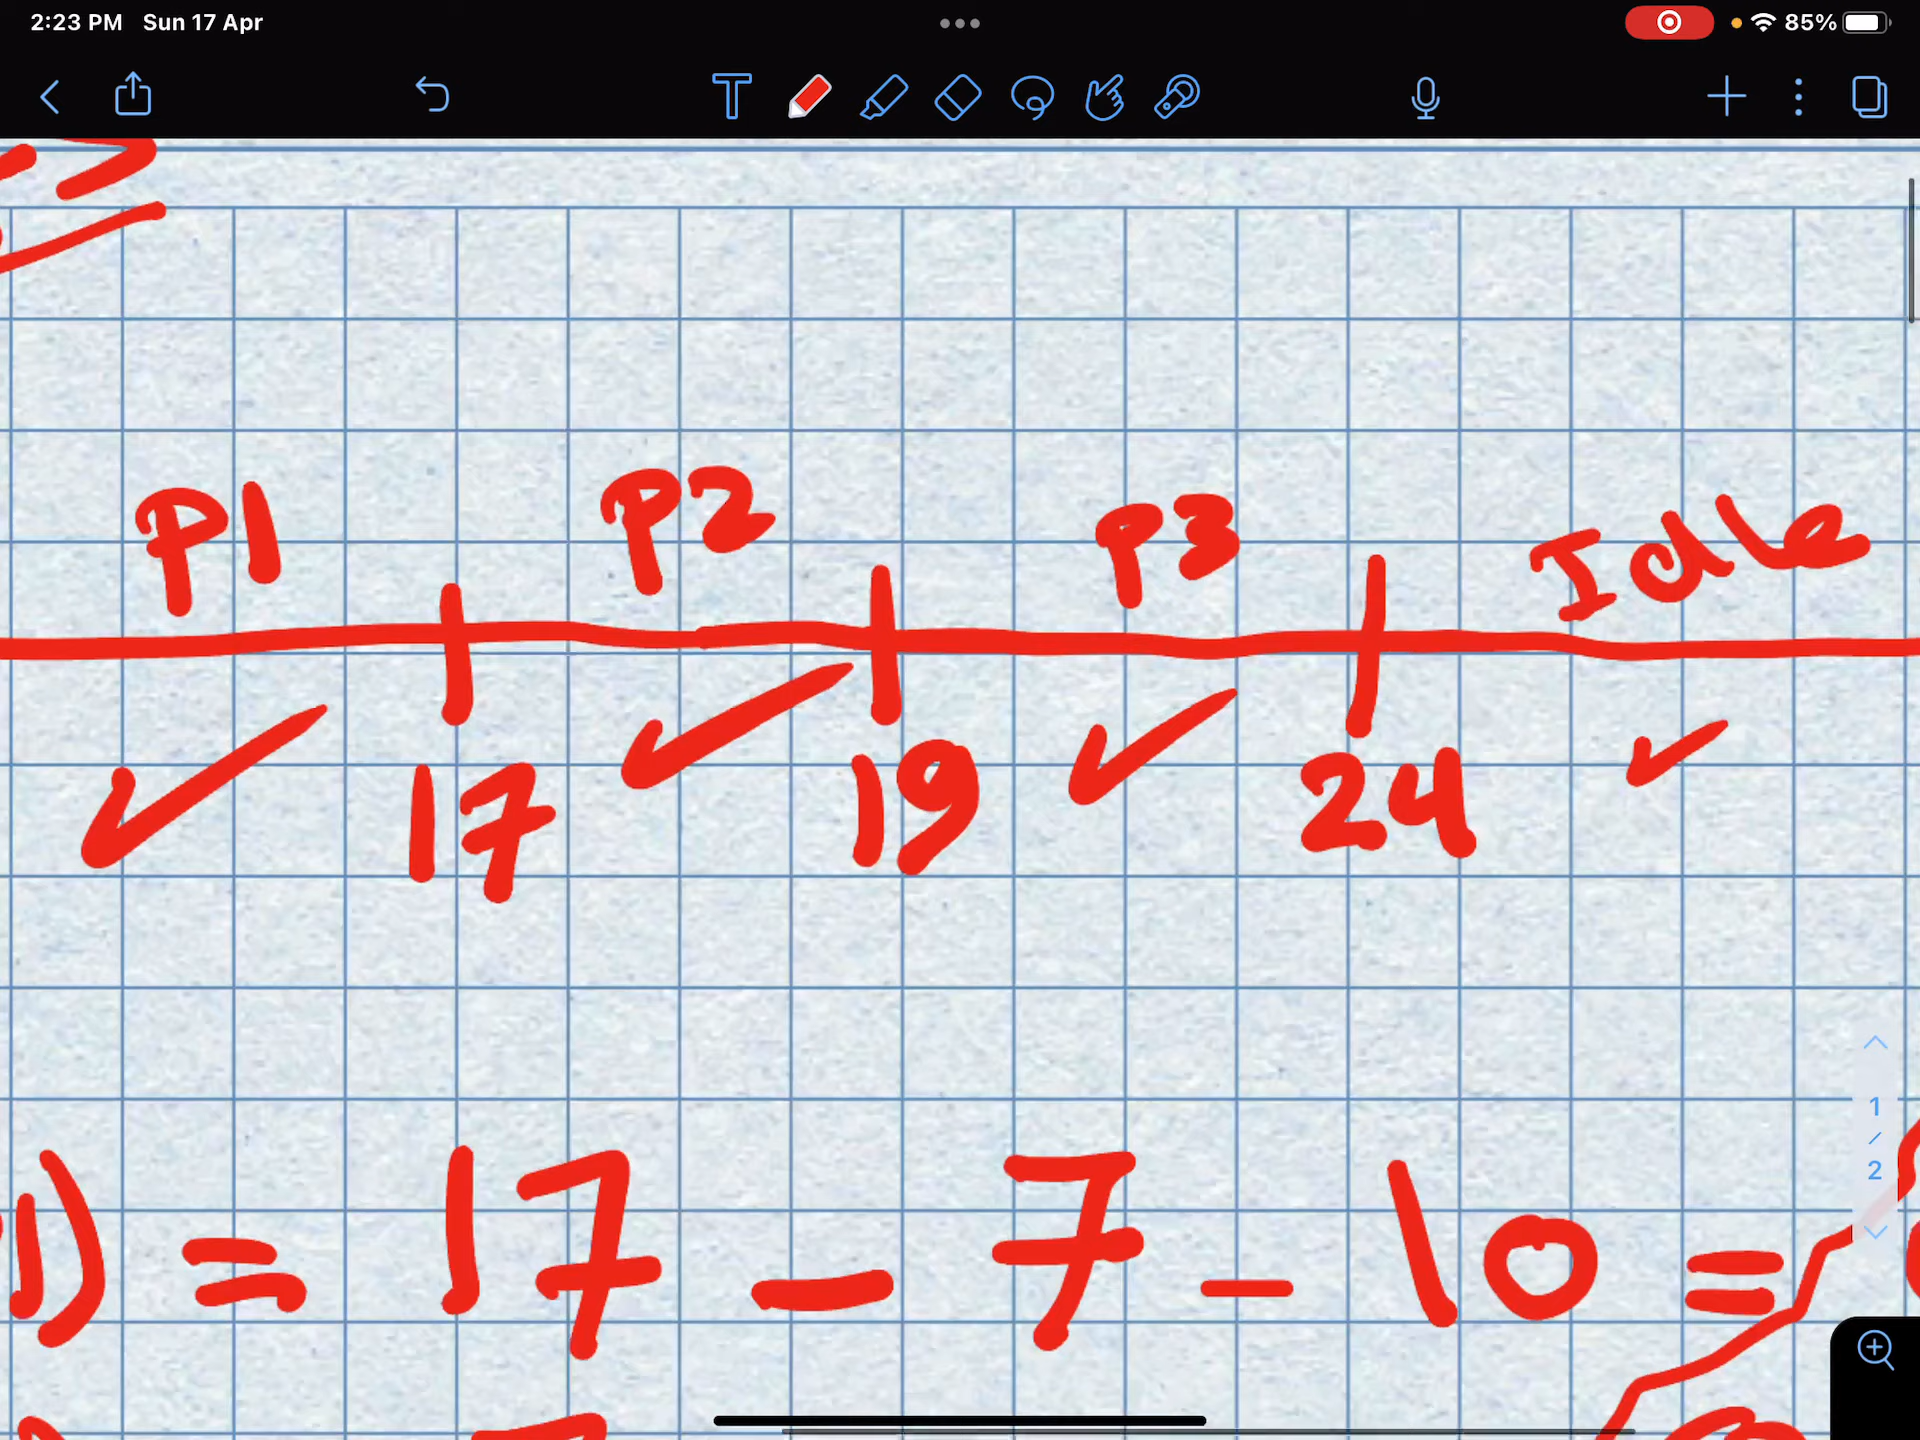 2:23 PM Sun 17 Apr 85%
P1 P2 P3 Idle
17 19 24
1) = 17 - 7 - 10 =
1
/
2